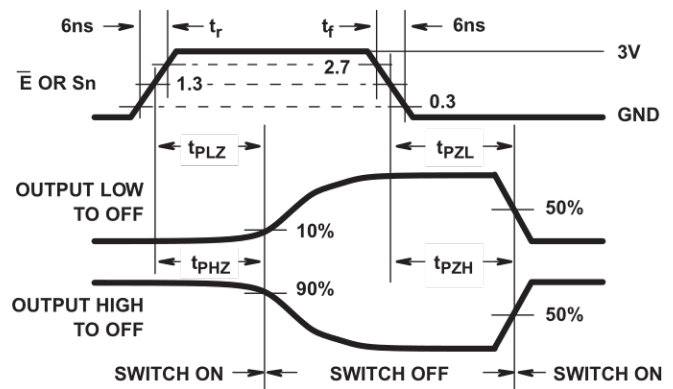 6ns tr tf 6ns
3V
2.7
E̅ OR Sn 1.3
0.3
GND
tPLZ tPZL
OUTPUT LOW
TO OFF
50%
10%
tPHZ tPZH
90%
OUTPUT HIGH
TO OFF
50%
SWITCH ON SWITCH OFF SWITCH ON